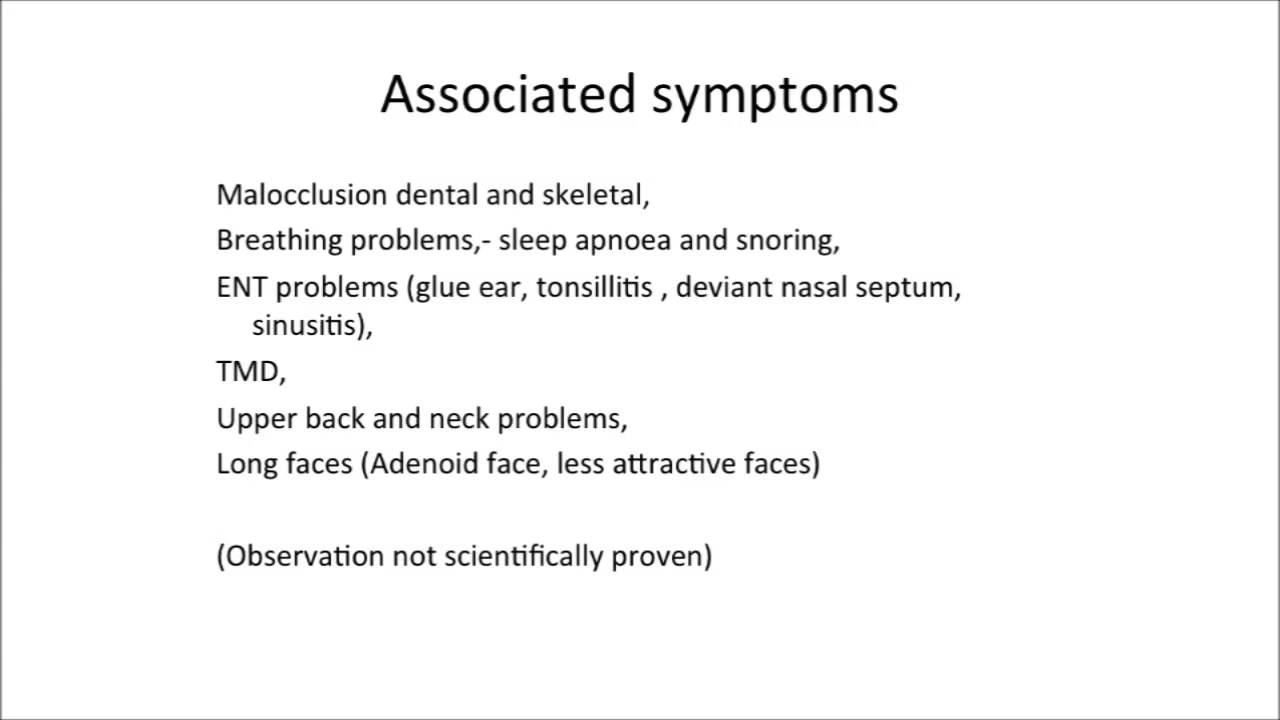 Associated symptoms
Malocclusion dental and skeletal,
Breathing problems,- sleep apnoea and snoring,
ENT problems (glue ear, tonsillitis , deviant nasal septum,
sinusitis),
TMD,
Upper back and neck problems,
Long faces (Adenoid face, less attractive faces)
(Observation not scientifically proven)